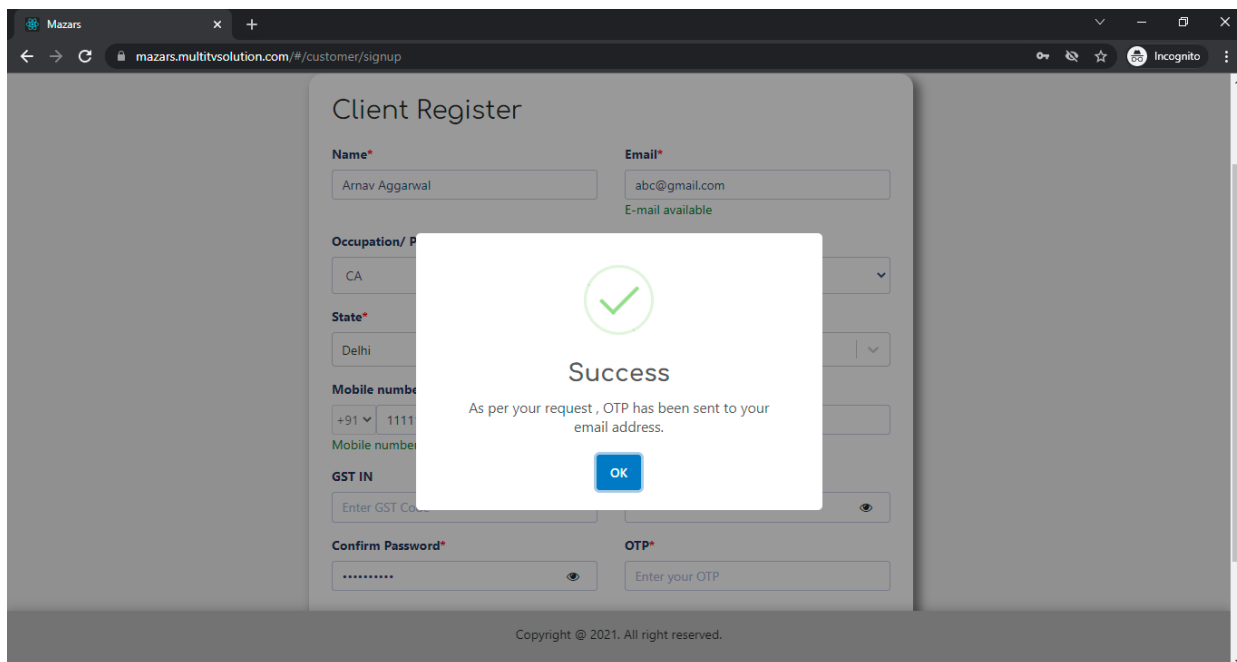 Mazars
mazars.multitvsolution.com/#/customer/signup
Incognito
Client Register
Name* Email*
Arnav Aggarwal abc@gmail.com
E-mail available
Occupation/ P
CA
State*
Delhi
Success
Mobile numbe
As per your request , OTP has been sent to your
+91 1111
email address.
Mobile number
OK
GST IN
Enter GST Co
Confirm Password* OTP*
•••••••••• Enter your OTP
Copyright @ 2021. All right reserved.